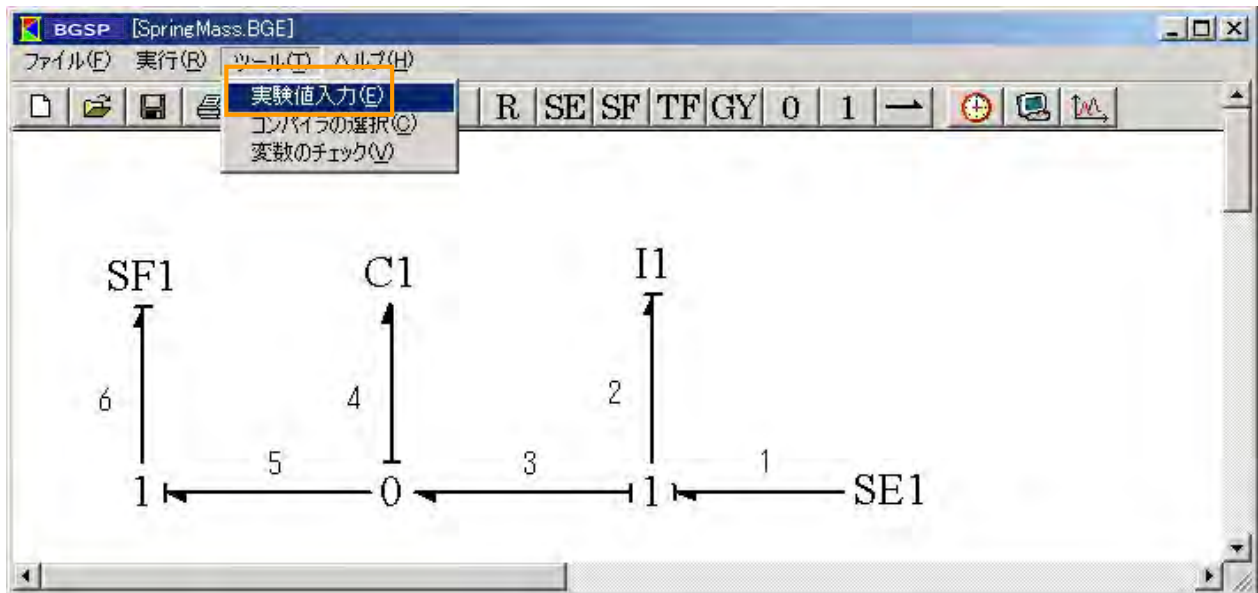 BGSP [SpringMass.BGE]
ファイル(F) 実行(R) ツール(T) ヘルプ(H)
実験値入力(E)
コンパイラの選択(C)
変数のチェック(V)
R SE SF TF GY 0 1
SF1 C1 I1
6 4 2
5 3 1
1 0 1 SE1